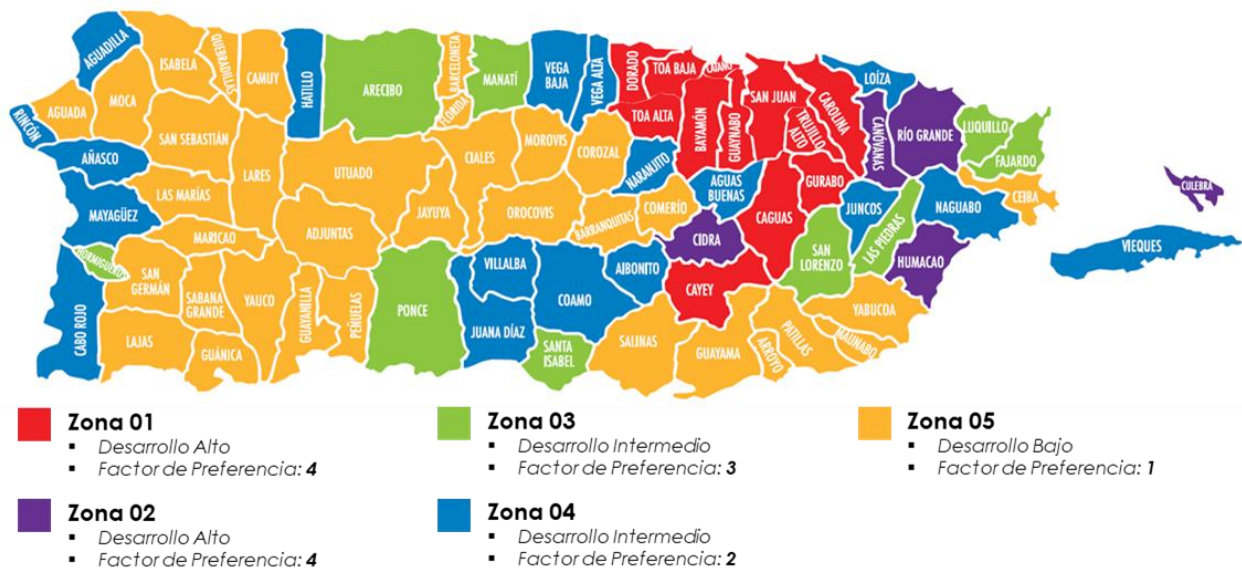 AGUADILLA
ISABELA
QUEBRADILLAS
CAMUY
HATILLO
ARECIBO
BARCELONETA
MANATÍ
VEGA
BAJA
VEGA ALTA
DORADO
TOA BAJA
CATAÑO
SAN JUAN
CAROLINA
LOÍZA
RINCÓN
AGUADA
MOCA
SAN SEBASTIÁN
FLORIDA
TOA ALTA
BAYAMÓN
GUAYNABO
TRUJILLO
ALTO
CANOVANAS
RÍO GRANDE
LUQUILLO
FAJARDO
CULEBRA
AÑASCO
LARES
UTUADO
CIALES
MOROVIS
COROZAL
NARANJITO
AGUAS
BUENAS
GURABO
CEIBA
MAYAGÜEZ
LAS MARÍAS
JAYUYA
OROCOVIS
BARRANQUITAS
COMERÍO
CAGUAS
JUNCOS
LAS PIEDRAS
NAGUABO
VIEQUES
MARICAO
ADJUNTAS
CIDRA
SAN
LORENZO
HUMACAO
HORMIGUERO
SAN
GERMÁN
SABANA
GRANDE
YAUCO
GUAYANILLA
PEÑUELAS
PONCE
VILLALBA
COAMO
AIBONITO
CAYEY
CABO ROJO
LAJAS
GUÁNICA
JUANA DÍAZ
SANTA
ISABEL
SALINAS
GUAYAMA
ARROYO
PATILLAS
MAUNABO
YABUCOA
Zona 01
▪ Desarrollo Alto
▪ Factor de Preferencia: 4
Zona 02
▪ Desarrollo Alto
▪ Factor de Preferencia: 4
Zona 03
▪ Desarrollo Intermedio
▪ Factor de Preferencia: 3
Zona 04
▪ Desarrollo Intermedio
▪ Factor de Preferencia: 2
Zona 05
▪ Desarrollo Bajo
▪ Factor de Preferencia: 1